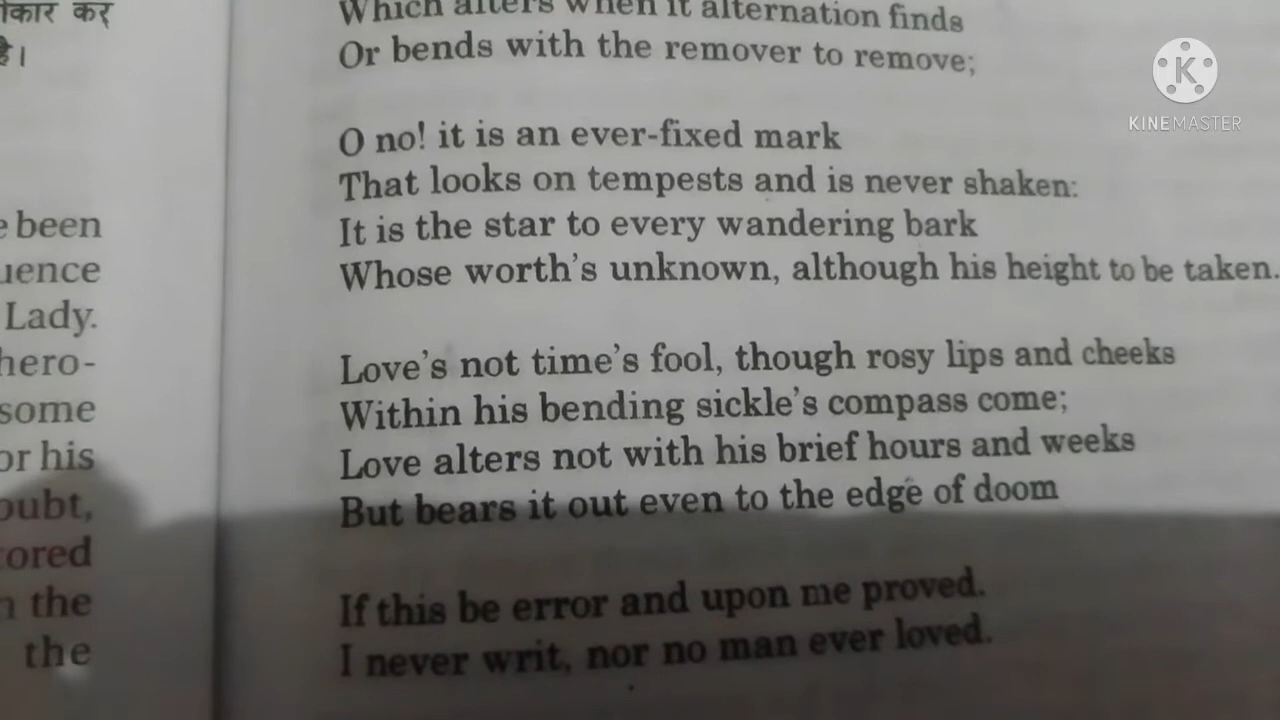 ीकार कर्
है।
e been
uence
Lady.
hero-
some
or his
oubt,
ored
n the
the
Which alters when it alternation finds
Or bends with the remover to remove;
O no! it is an ever-fixed mark
That looks on tempests and is never shaken:
It is the star to every wandering bark
Whose worth's unknown, although his height to be taken.
Love's not time's fool, though rosy lips and cheeks
Within his bending sickle's compass come;
Love alters not with his brief hours and weeks
But bears it out even to the edge of doom
If this be error and upon me proved.
I never writ, nor no man ever loved.
KINEMASTER